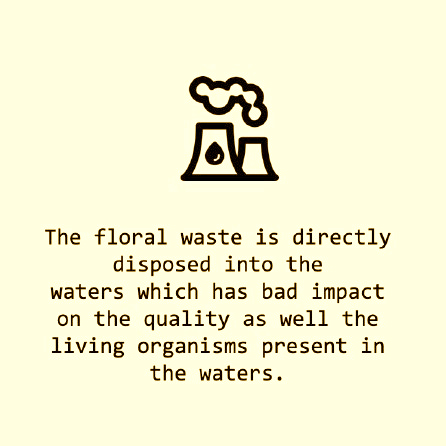 The floral waste is directly
disposed into the
waters which has bad impact
on the quality as well the
living organisms present in
the waters.